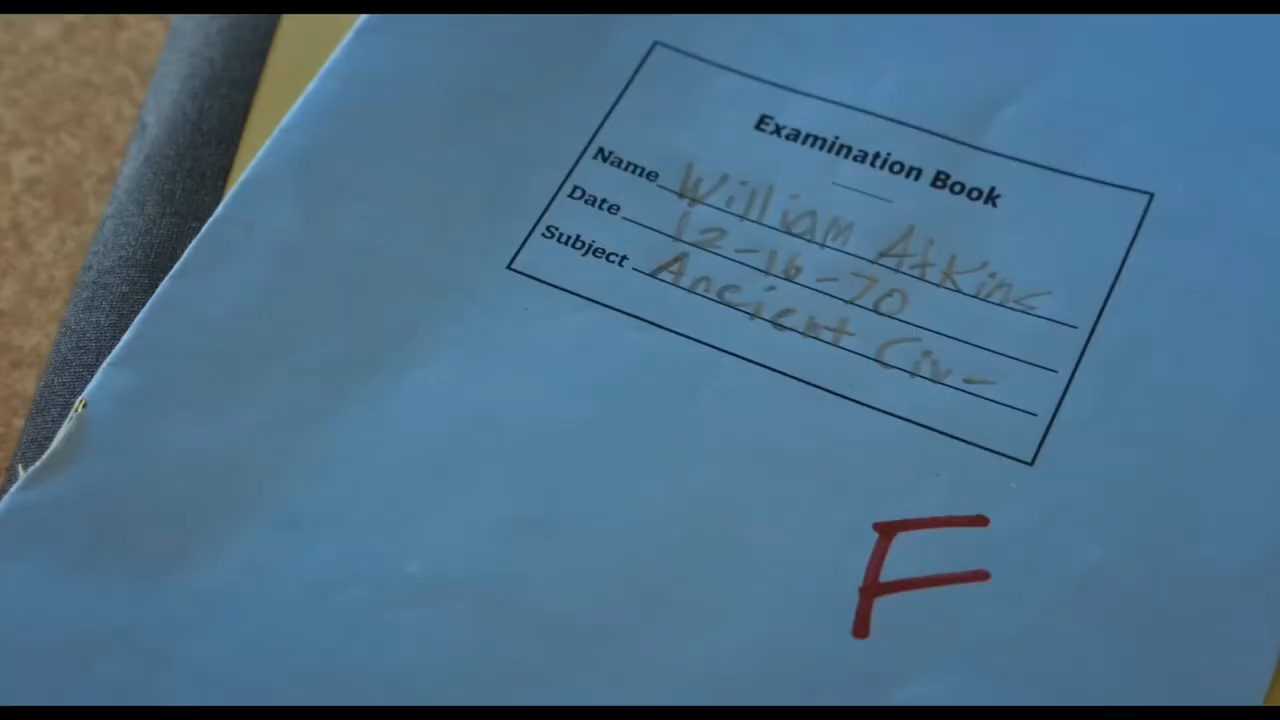 Examination Book
Name William Atkins
Date 12-16-70
Subject Ancient Civ-
F